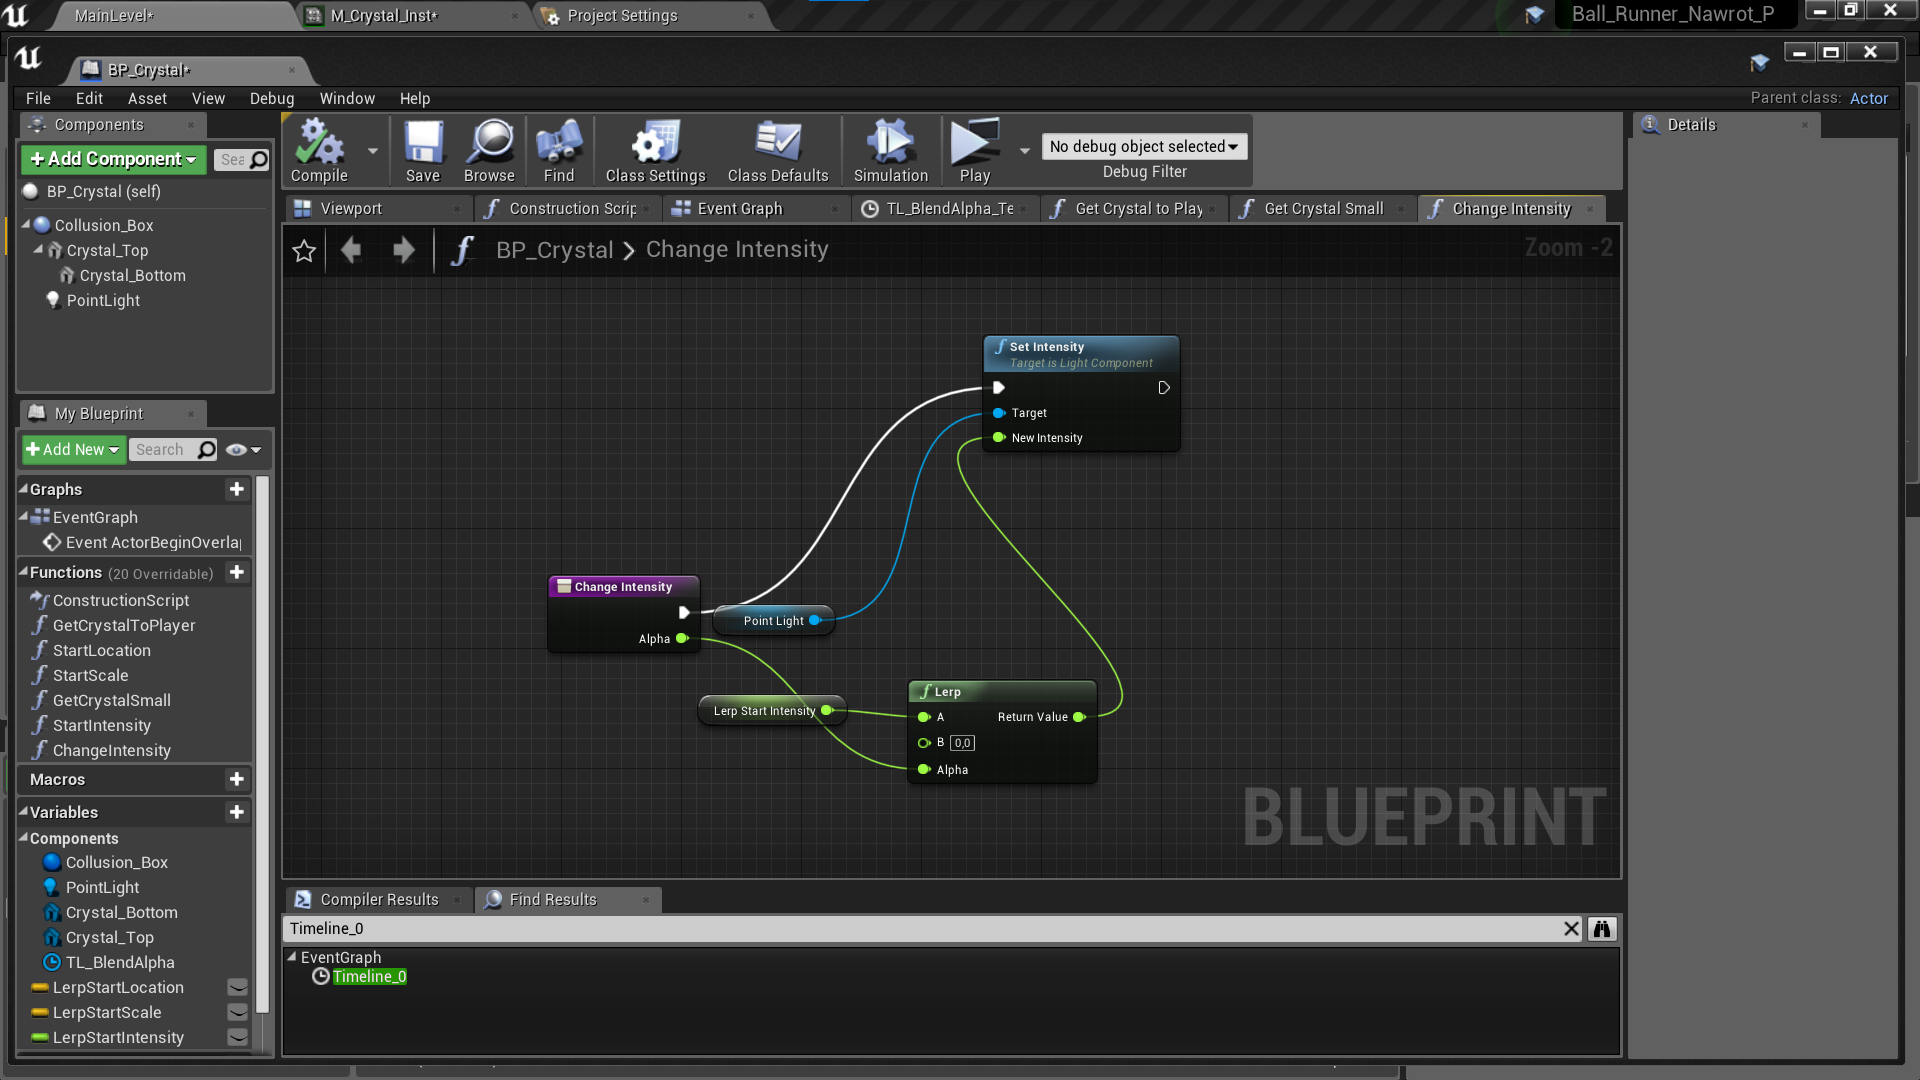 MainLevel*
M_Crystal_Inst*
Project Settings
Ball_Runner_Nawrot_P
BP_Crystal*
File Edit Asset View Debug Window Help
Parent class: Actor
Components
Add Component
Sea
BP_Crystal (self)
Collusion_Box
Crystal_Top
Crystal_Bottom
PointLight
Compile
Save
Browse
Find
Class Settings
Class Defaults
Simulation
Play
No debug object selected
Debug Filter
Details
Viewport
Construction Scrip
Event Graph
TL_BlendAlpha_Te
Get Crystal to Play
Get Crystal Small
Change Intensity
BP_Crystal > Change Intensity
Zoom -2
My Blueprint
Add New
Search
Graphs
EventGraph
Event ActorBeginOverla
Functions (20 Overridable)
ConstructionScript
GetCrystalToPlayer
StartLocation
StartScale
GetCrystalSmall
StartIntensity
ChangeIntensity
Macros
Variables
Components
Collusion_Box
PointLight
Crystal_Bottom
Crystal_Top
TL_BlendAlpha
LerpStartLocation
LerpStartScale
LerpStartIntensity
Set Intensity
Target is Light Component
Target
New Intensity
Change Intensity
Alpha
Point Light
Lerp Start Intensity
Lerp
A Return Value
B 0,0
Alpha
BLUEPRINT
Compiler Results
Find Results
Timeline_0
EventGraph
Timeline_0